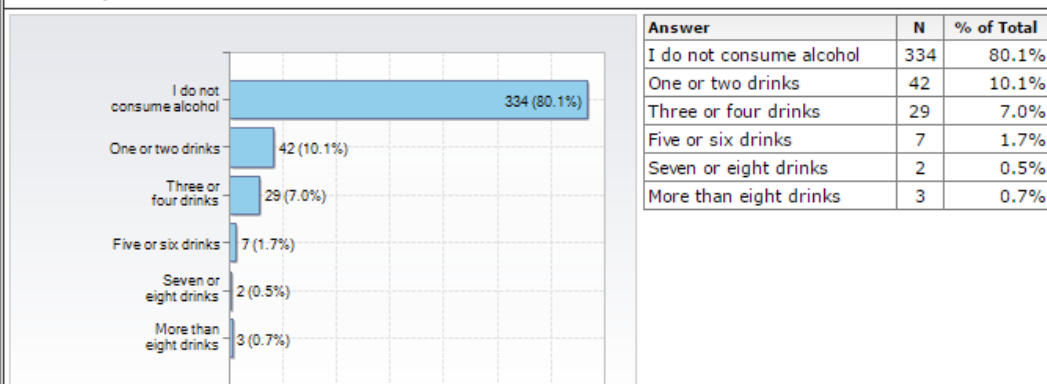 I do not
consume alcohol
334 (80.1%)
One or two drinks
42 (10.1%)
Three or
four drinks
29 (7.0%)
Five or six drinks
7 (1.7%)
Seven or
eight drinks
2 (0.5%)
More than
eight drinks
3 (0.7%)
Answer N % of Total
I do not consume alcohol 334 80.1%
One or two drinks 42 10.1%
Three or four drinks 29 7.0%
Five or six drinks 7 1.7%
Seven or eight drinks 2 0.5%
More than eight drinks 3 0.7%